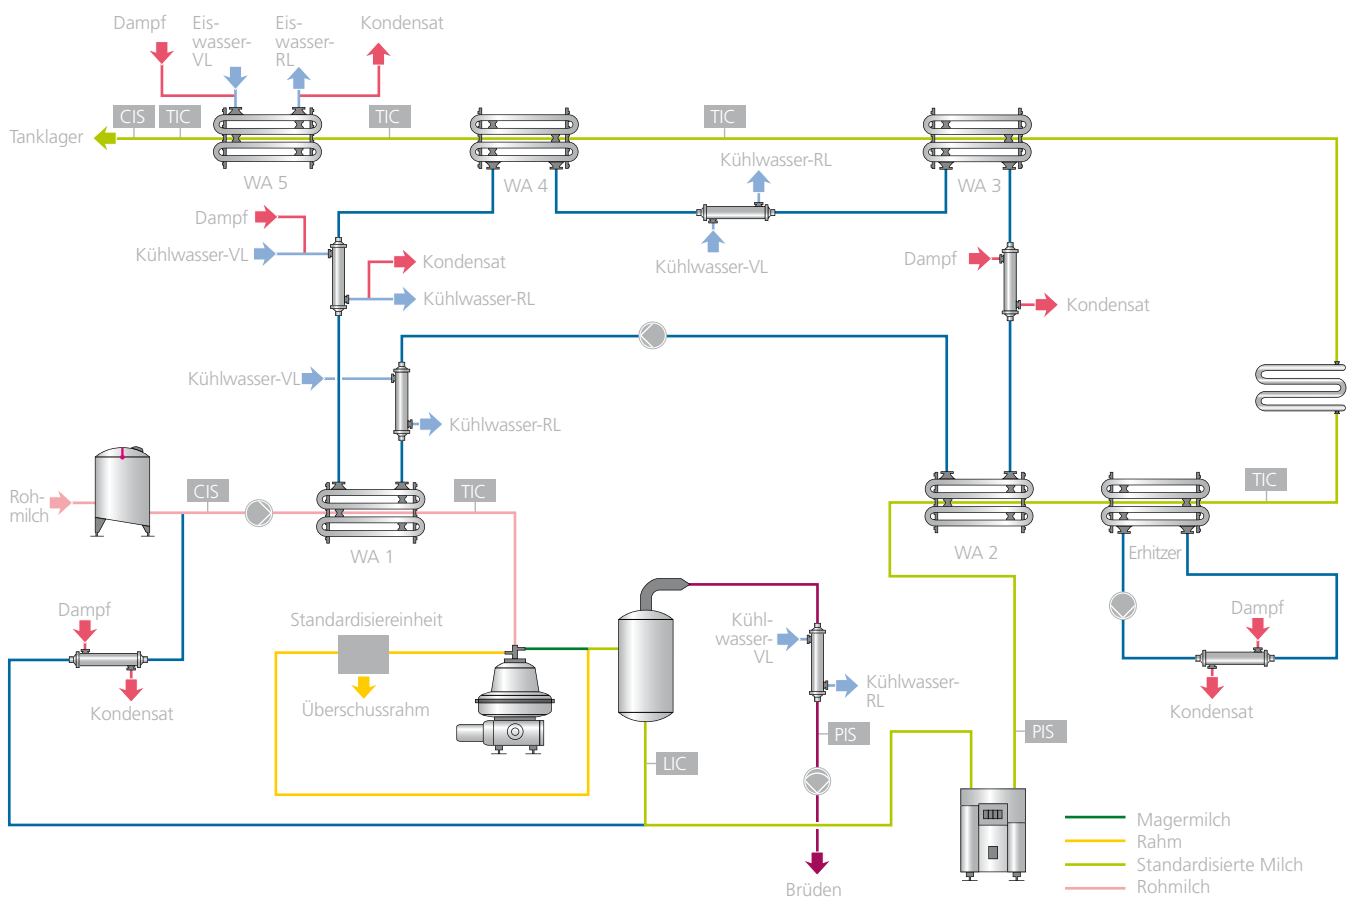 Dampf
Eis-
wasser-
VL
Eis-
wasser-
RL
Kondensat
CIS
TIC
TIC
TIC
Tanklager
WA 5
WA 4
WA 3
Kühlwasser-RL
Kühlwasser-VL
Dampf
Kühlwasser-VL
Kondensat
Kühlwasser-RL
Dampf
Kondensat
Kühlwasser-VL
Kühlwasser-RL
Roh-
milch
CIS
TIC
TIC
WA 1
WA 2
Erhitzer
Dampf
Kondensat
Standardisiereinheit
Überschussrahm
Kühl-
wasser-
VL
Kühlwasser-
RL
Dampf
Kondensat
PIS
PIS
LIC
Brüden
Magermilch
Rahm
Standardisierte Milch
Rohmilch